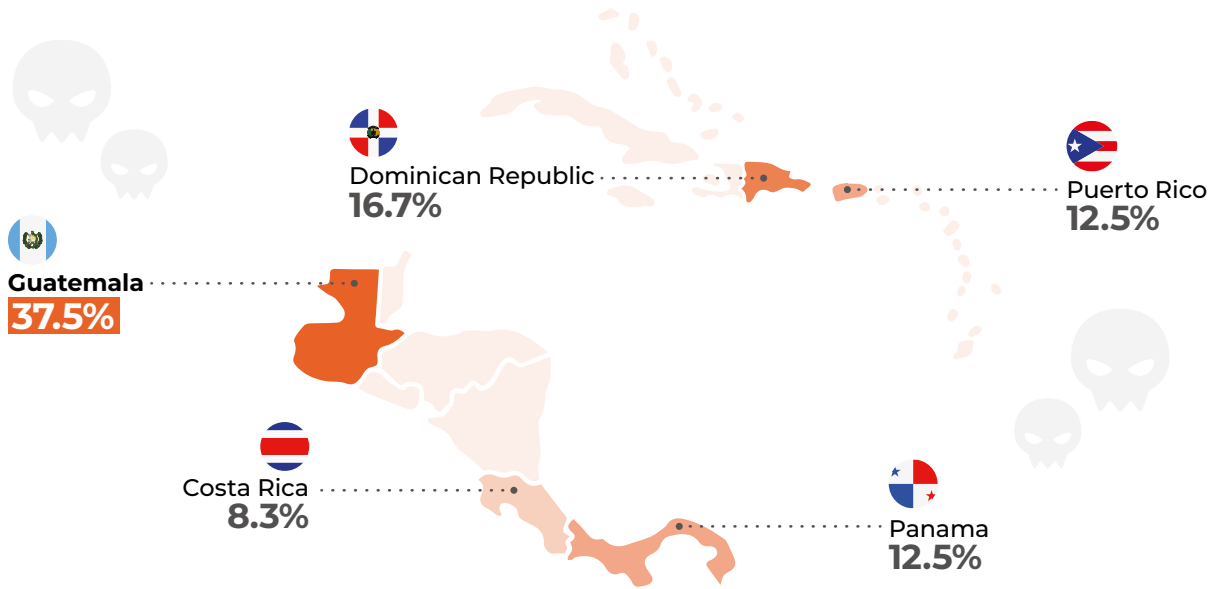 Dominican Republic
16.7%
Puerto Rico
12.5%
Guatemala
37.5%
Costa Rica
8.3%
Panama
12.5%